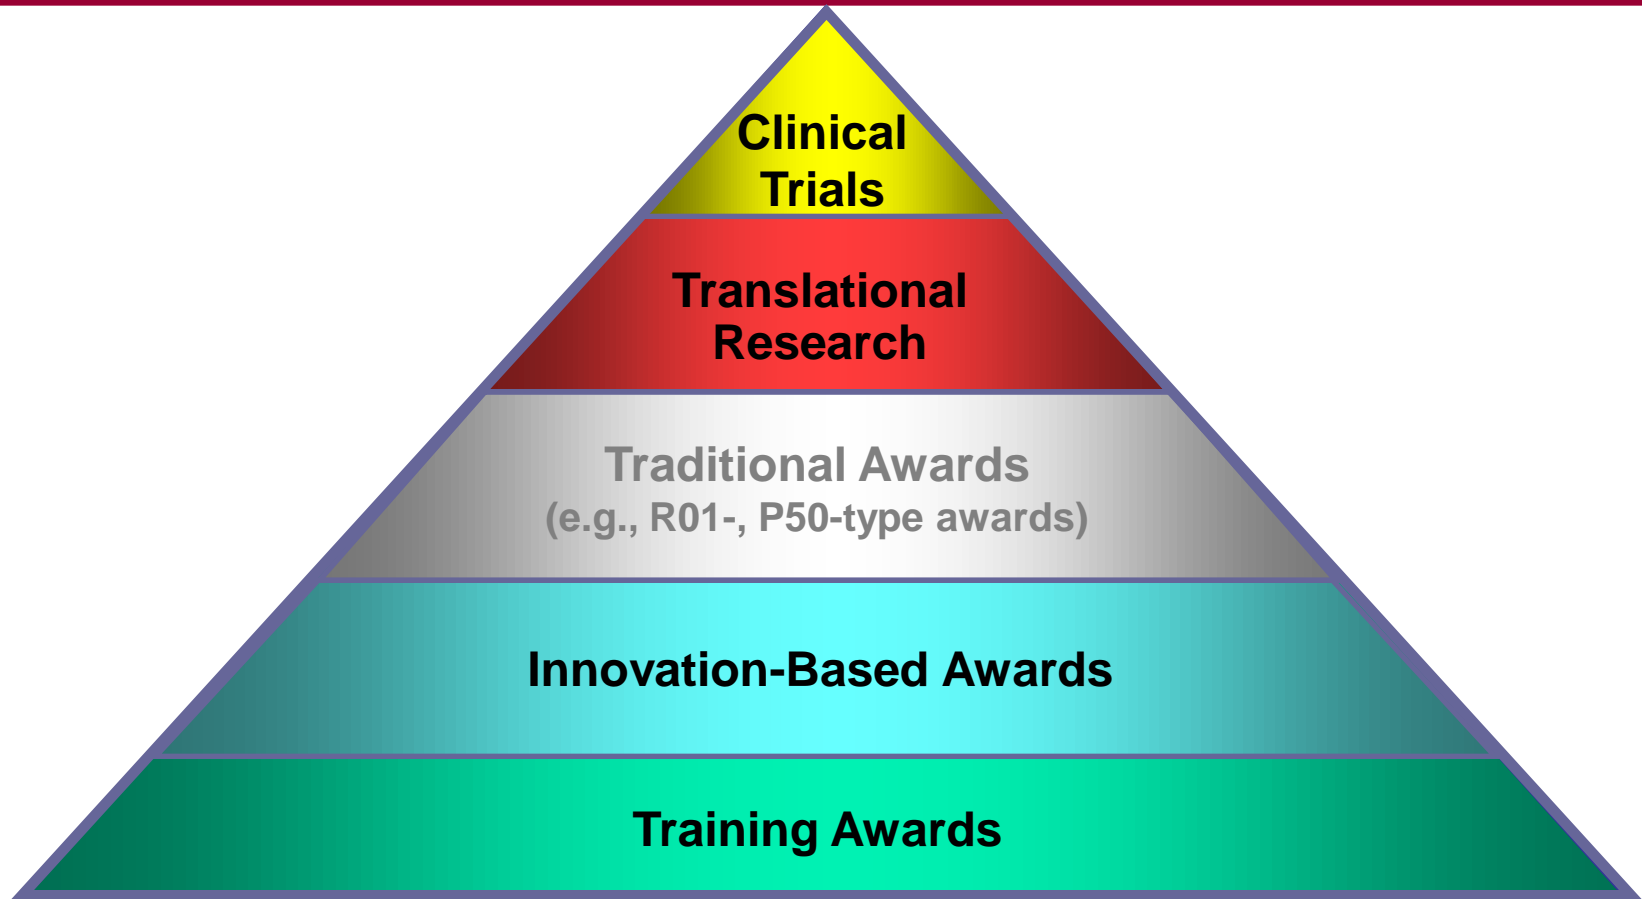 Clinical
Trials
Translational
Research
Traditional Awards
(e.g., R01-, P50-type awards)
Innovation-Based Awards
Training Awards